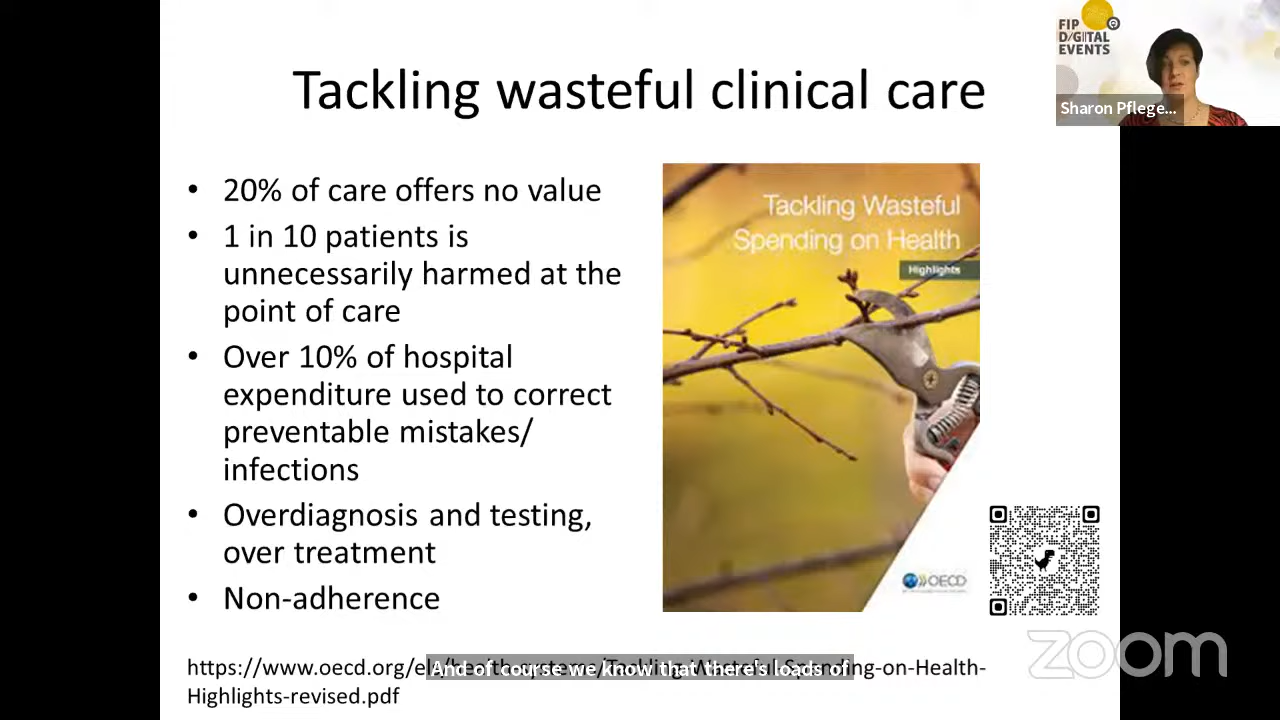 Tackling wasteful clinical care
FIP
DIGITAL
EVENTS
Sharon Pflege...
• 20% of care offers no value
• 1 in 10 patients is
unnecessarily harmed at the
point of care
• Over 10% of hospital
expenditure used to correct
preventable mistakes/
infections
• Overdiagnosis and testing,
over treatment
• Non-adherence
Tackling Wasteful
Spending on Health
Highlights
OECD
zoom
https://www.oecd.org/ -on-Health-
Highlights-revised.pdf
And of course we know that there's loads of